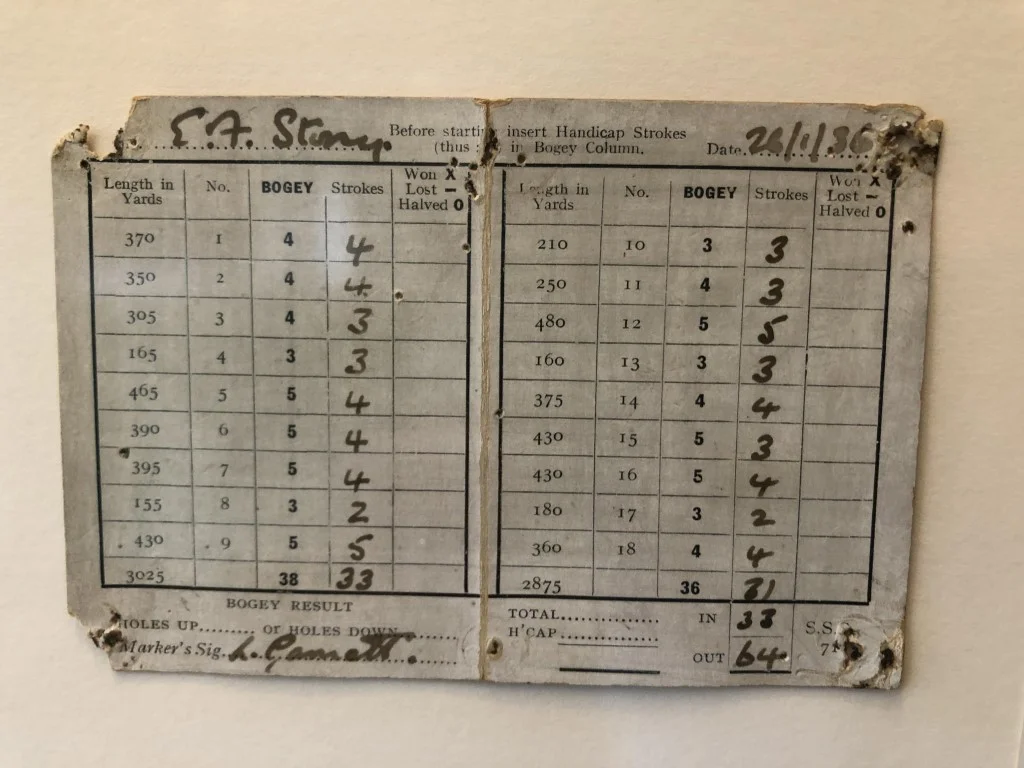 E. A. Storey Before starting insert Handicap Strokes
(thus : in Bogey Column. Date 26/1/36
Length in Yards No. BOGEY Strokes Won X Lost – Halved O Length in Yards No. BOGEY Strokes Won X Lost – Halved O
370 1 4 4 210 10 3 3
350 2 4 4 250 11 4 3
305 3 4 3 480 12 5 5
165 4 3 3 160 13 3 3
465 5 5 4 375 14 4 4
390 6 5 4 430 15 5 3
395 7 5 4 430 16 5 4
155 8 3 2 180 17 3 2
430 9 5 5 360 18 4 4
3025 38 33 2875 36 31
BOGEY RESULT
HOLES UP......... or HOLES DOWN.........
Marker's Sig. L. Garnett.
TOTAL............... IN 33 S.S.S.
H'CAP...............
OUT 64